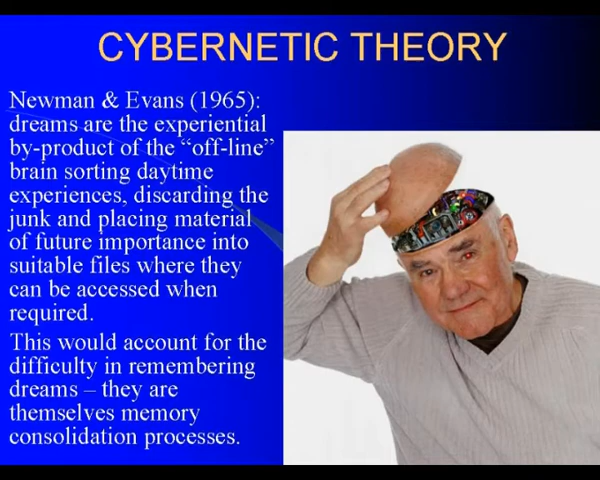 CYBERNETIC THEORY
Newman & Evans (1965):
dreams are the experiential
by-product of the “off-line”
brain sorting daytime
experiences, discarding the
junk and placing material
of future importance into
suitable files where they
can be accessed when
required.
This would account for the
difficulty in remembering
dreams – they are
themselves memory
consolidation processes.